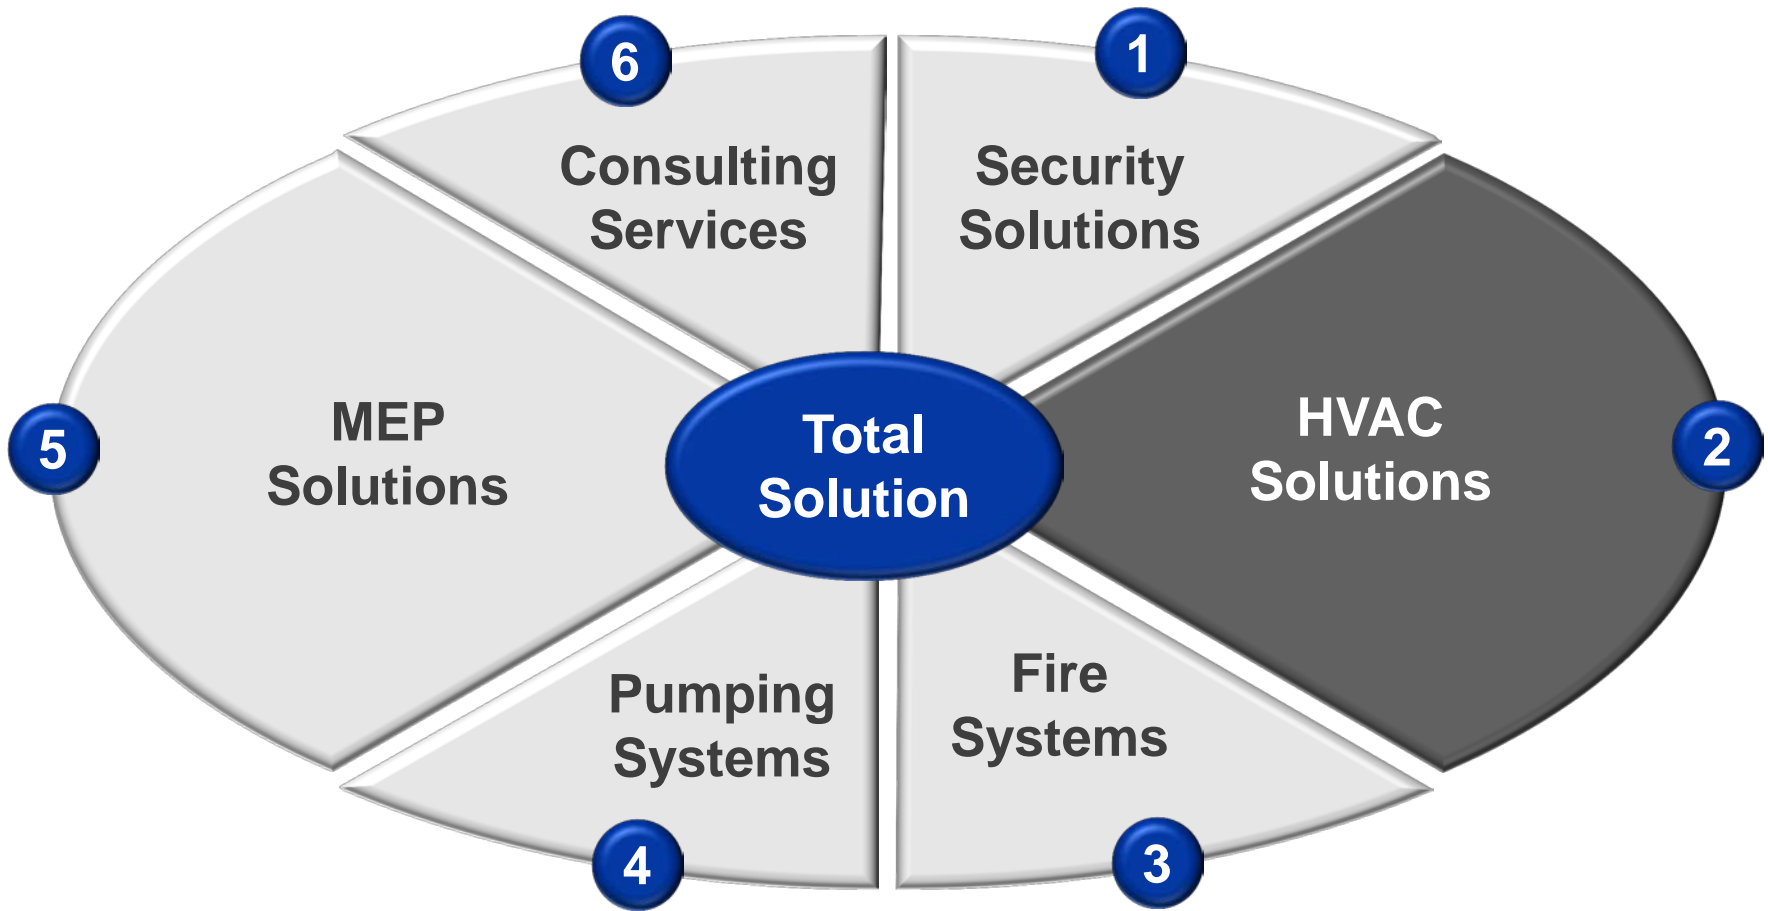 6
1
Consulting
Services
Security
Solutions
5
MEP
Solutions
Total
Solution
HVAC
Solutions
2
Pumping
Systems
Fire
Systems
4
3